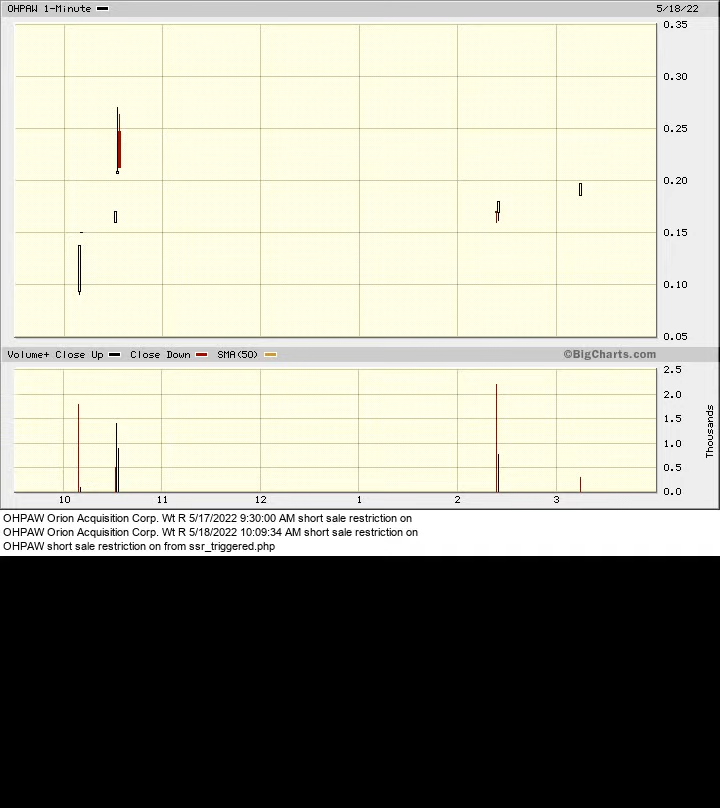 OHPAW 1-Minute 5/18/22
0.35
0.30
0.25
0.20
0.15
0.10
0.05
Volume+ Close Up Close Down SMA(50) ©BigCharts.com
2.5
2.0
1.5
1.0
0.5
0.0
Thousands
10 11 12 1 2 3
OHPAW Orion Acquisition Corp. Wt R 5/17/2022 9:30:00 AM short sale restriction on
OHPAW Orion Acquisition Corp. Wt R 5/18/2022 10:09:34 AM short sale restriction on
OHPAW short sale restriction on from ssr_triggered.php